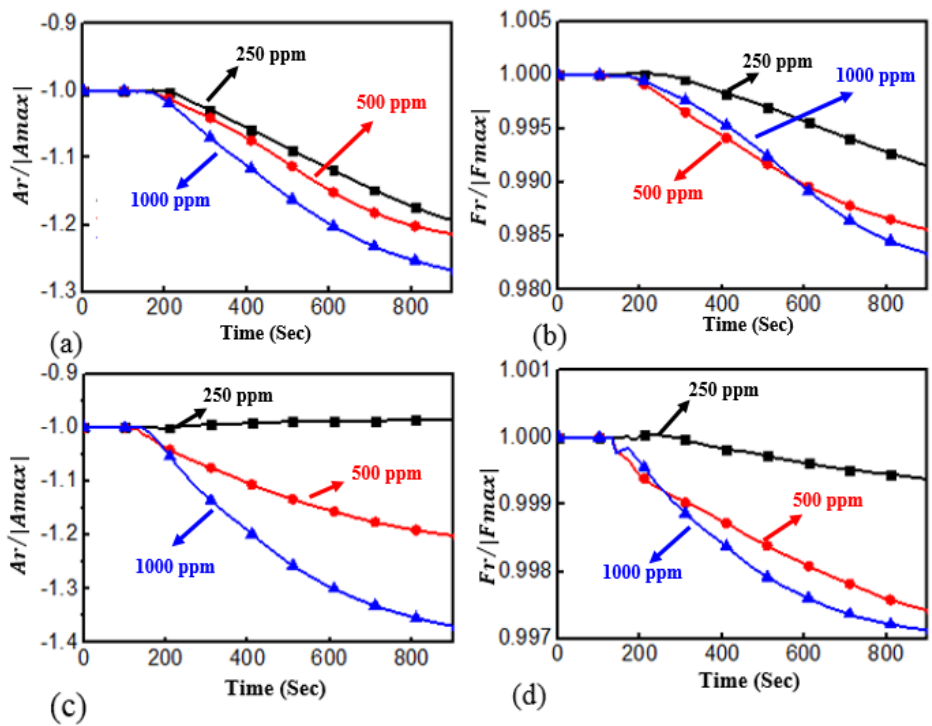 -0.9
-1.0
-1.1
-1.2
-1.3
Ar/|Amax|
250 ppm
500 ppm
1000 ppm
0 200 400 600 800
Time (Sec)
(a)
1.005
1.000
0.995
0.990
0.985
0.980
Fr/|Fmax|
250 ppm
1000 ppm
500 ppm
0 200 400 600 800
Time (Sec)
(b)
-0.9
-1.0
-1.1
-1.2
-1.3
-1.4
Ar/|Amax|
250 ppm
500 ppm
1000 ppm
0 200 400 600 800
Time (Sec)
(c)
1.001
1.000
0.999
0.998
0.997
Fr/|Fmax|
250 ppm
500 ppm
1000 ppm
0 200 400 600 800
Time (Sec)
(d)